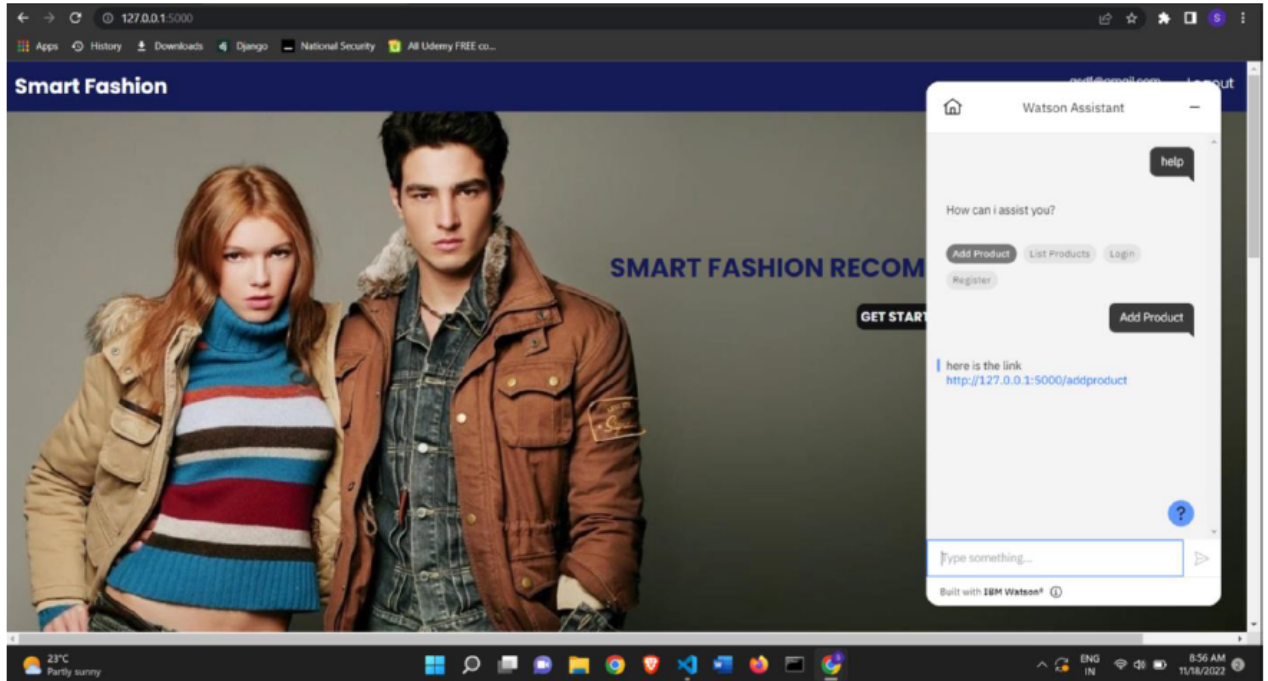 127.0.0.1:5000
S
Apps History Downloads Django National Security All Udemy FREE co...
Smart Fashion
Watson Assistant
help
How can i assist you?
Add Product List Products Login
Register
SMART FASHION RECOM
GET START
Add Product
here is the link
http://127.0.0.1:5000/addproduct
?
Type something...
Built with IBM Watson®
23°C
Partly sunny
ENG
IN
8:56 AM
11/18/2022